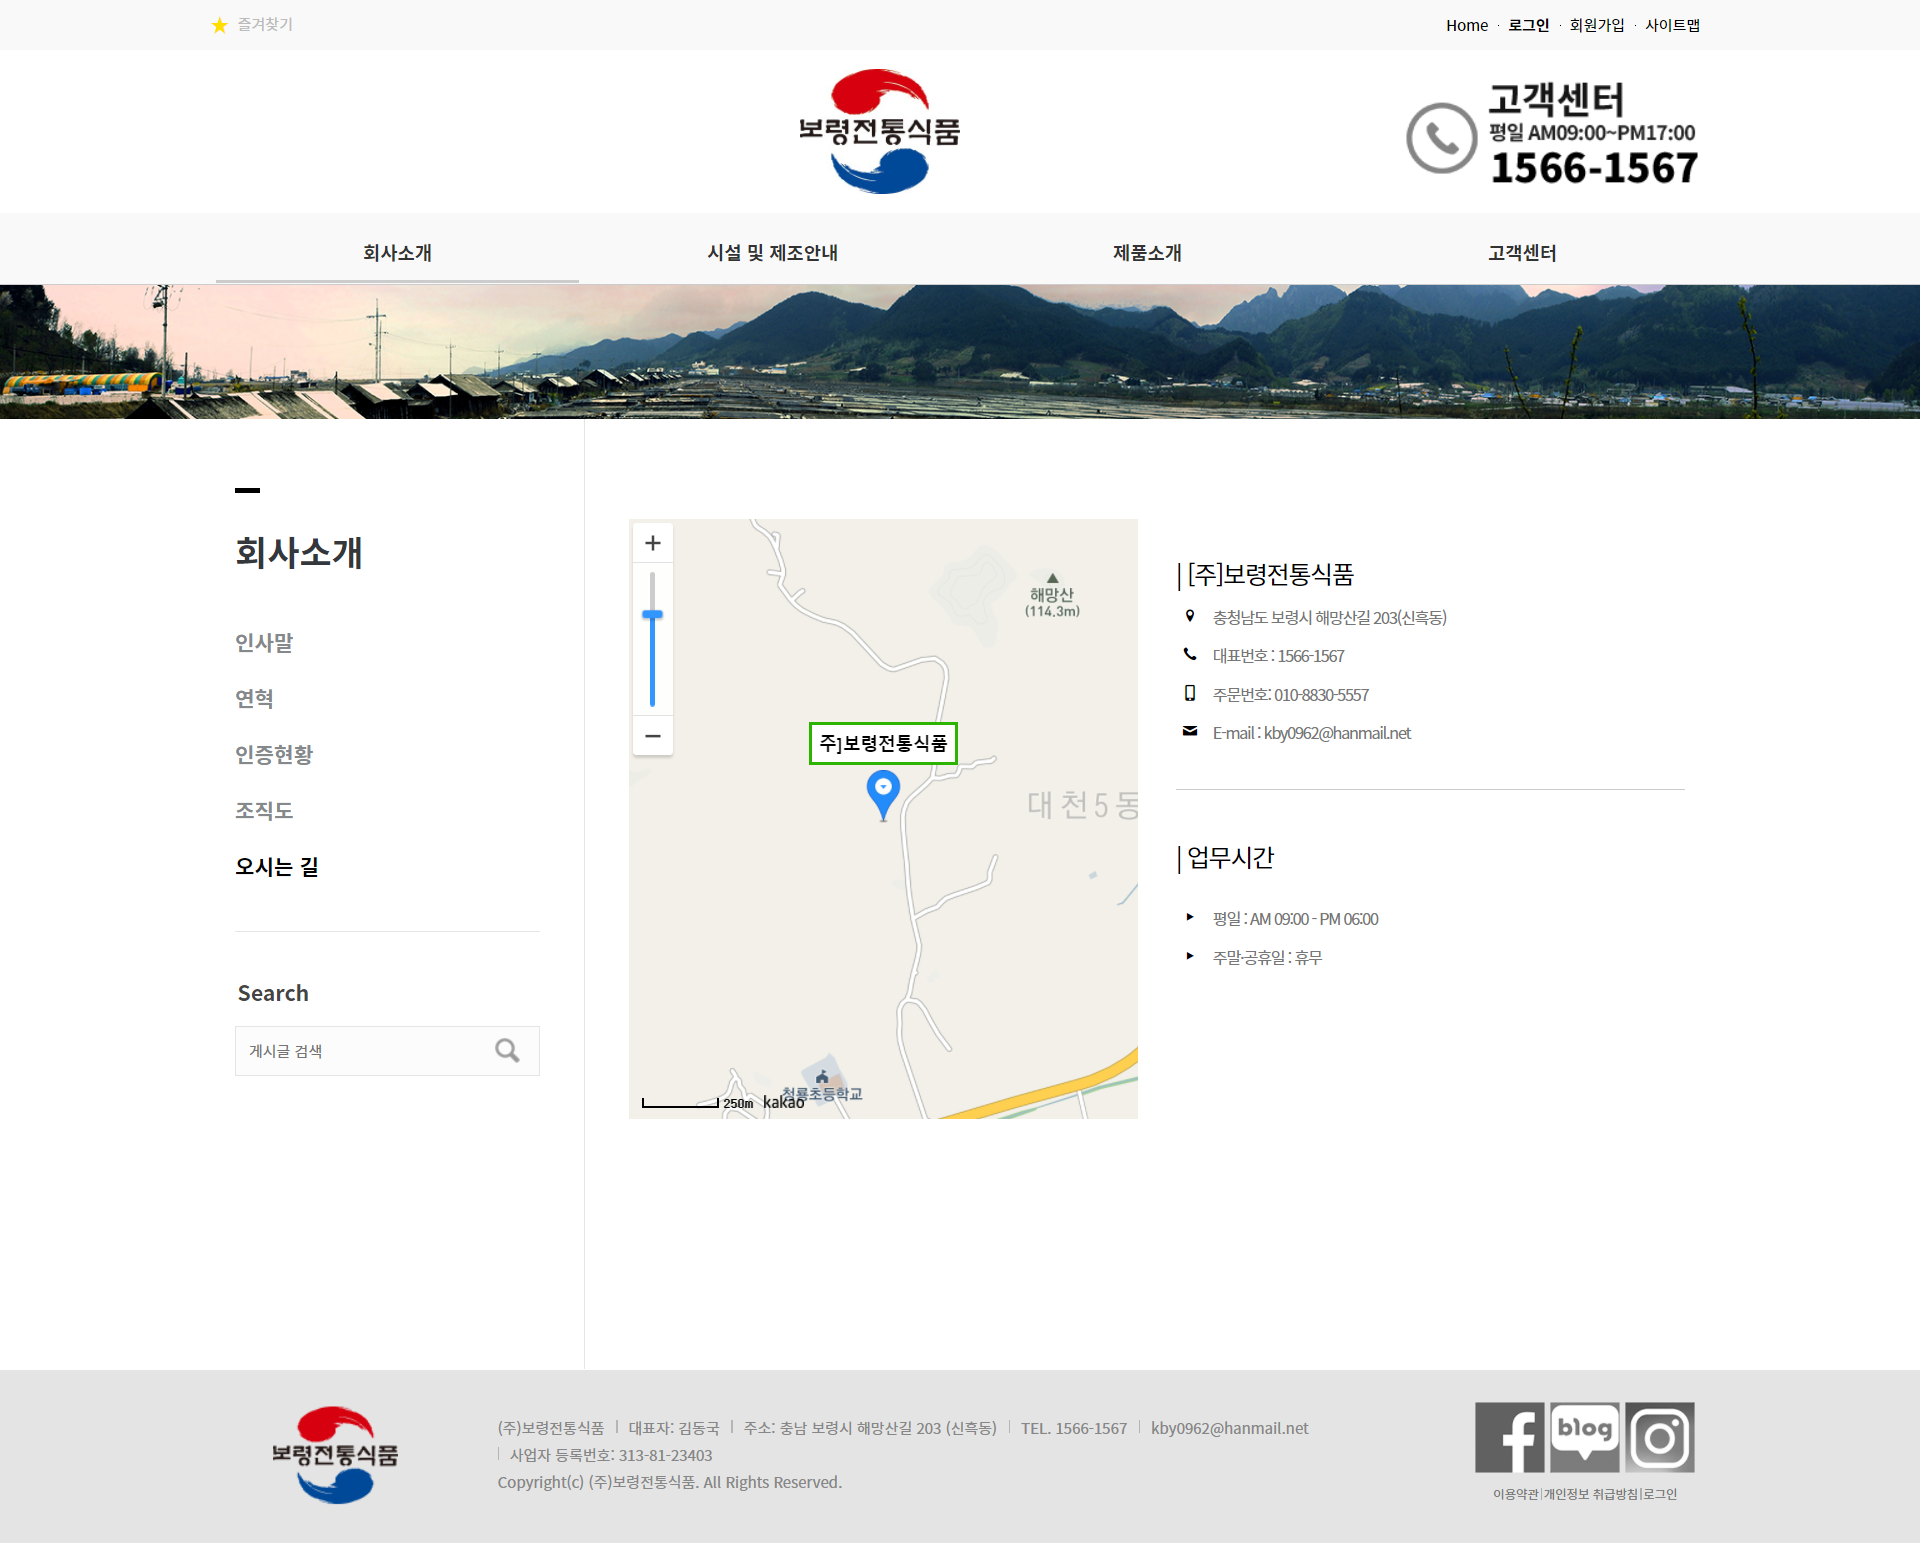 즐겨찾기
Home · 로그인 · 회원가입 · 사이트맵
보령전통식품
고객센터
평일 AM09:00~PM17:00
1566-1567
회사소개
시설 및 제조안내
제품소개
고객센터
회사소개
인사말
연혁
인증현황
조직도
오시는 길
Search
게시글 검색
해망산
(114.3m)
주]보령전통식품
대천5동
청룡초등학교
250m kakao
| [주]보령전통식품
충청남도 보령시 해망산길 203(신흑동)
대표번호 : 1566-1567
주문번호: 010-8830-5557
E-mail : kby0962@hanmail.net
| 업무시간
평일 : AM 09:00 - PM 06:00
주말·공휴일 : 휴무
보령전통식품
(주)보령전통식품 | 대표자: 김동국 | 주소: 충남 보령시 해망산길 203 (신흑동) | TEL. 1566-1567 | kby0962@hanmail.net
| 사업자 등록번호: 313-81-23403
Copyright(c) (주)보령전통식품. All Rights Reserved.
blog
이용약관|개인정보 취급방침|로그인